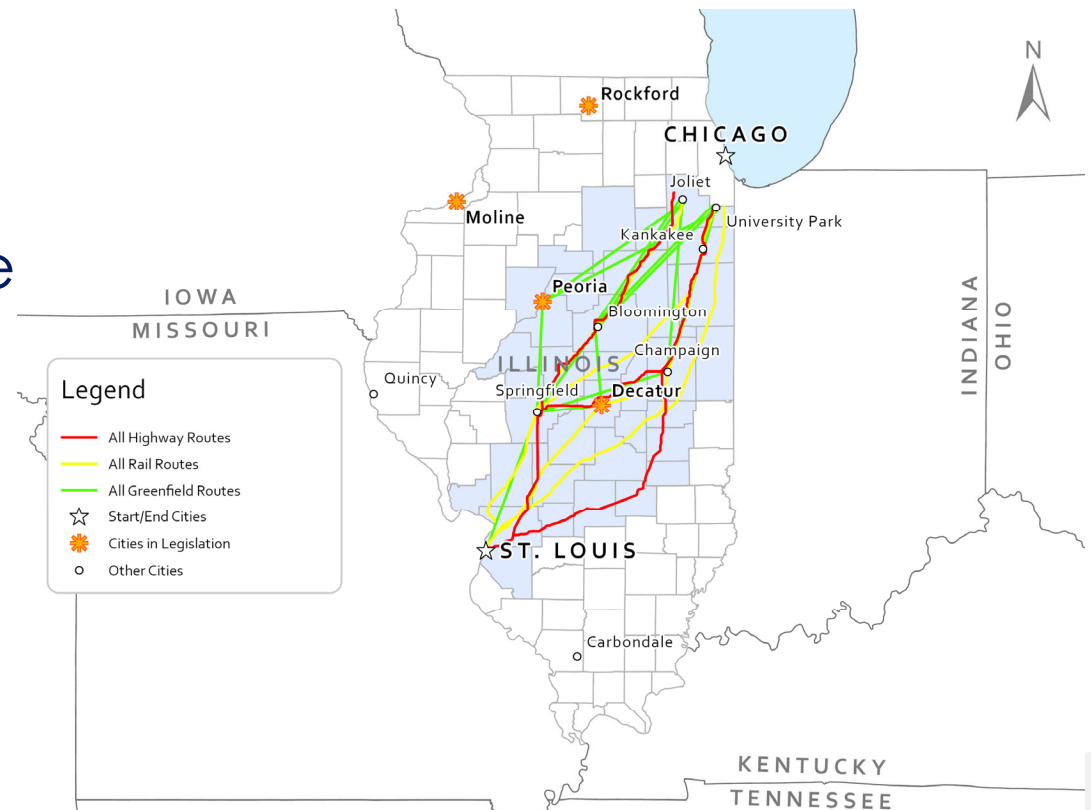 N
Rockford
CHICAGO
Joliet
Moline
University Park
Kankakee
e
Peoria
IOWA
MISSOURI
Bloomington
INDIANA
OHIO
Champaign
ILLINOIS
Quincy
Springfield
Decatur
Legend
All Highway Routes
All Rail Routes
All Greenfield Routes
Start/End Cities
Cities in Legislation
Other Cities
ST. LOUIS
Carbondale
KENTUCKY
TENNESSEE